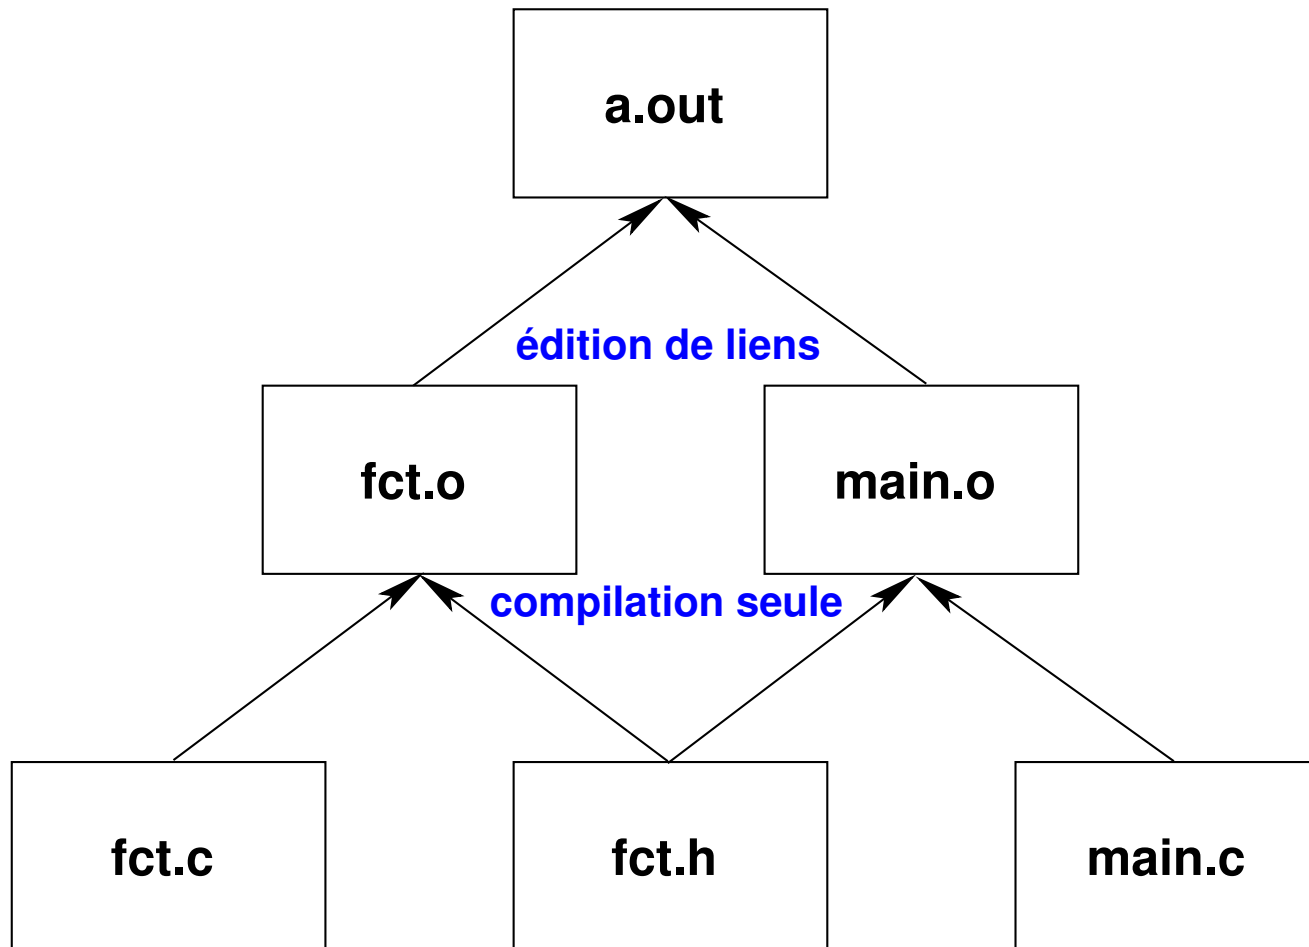 a.out
édition de liens
fct.o
main.o
compilation seule
fct.c
fct.h
main.c